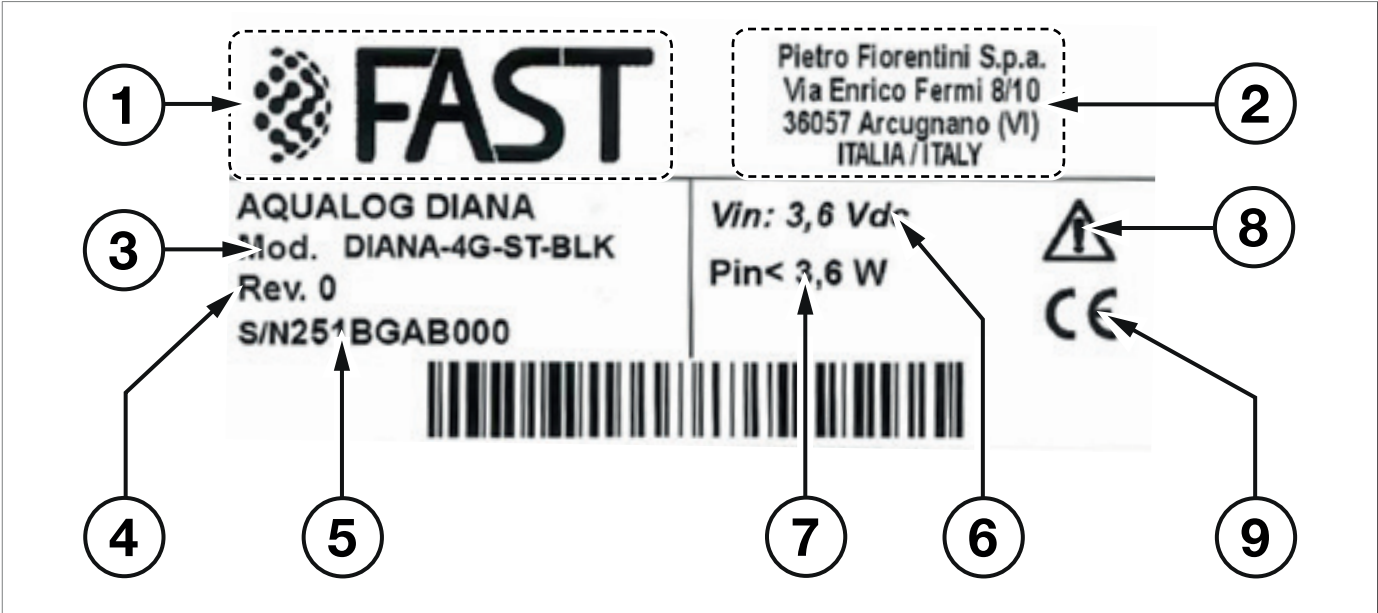 FAST
Pietro Fiorentini S.p.a.
Via Enrico Fermi 8/10
36057 Arcugnano (VI)
ITALIA / ITALY
1
2
AQUALOG DIANA
Mod. DIANA-4G-ST-BLK
Rev. 0
S/N251BGAB000
Vin: 3,6 Vdc
Pin< 3,6 W
CE
3
8
4
5
7
6
9